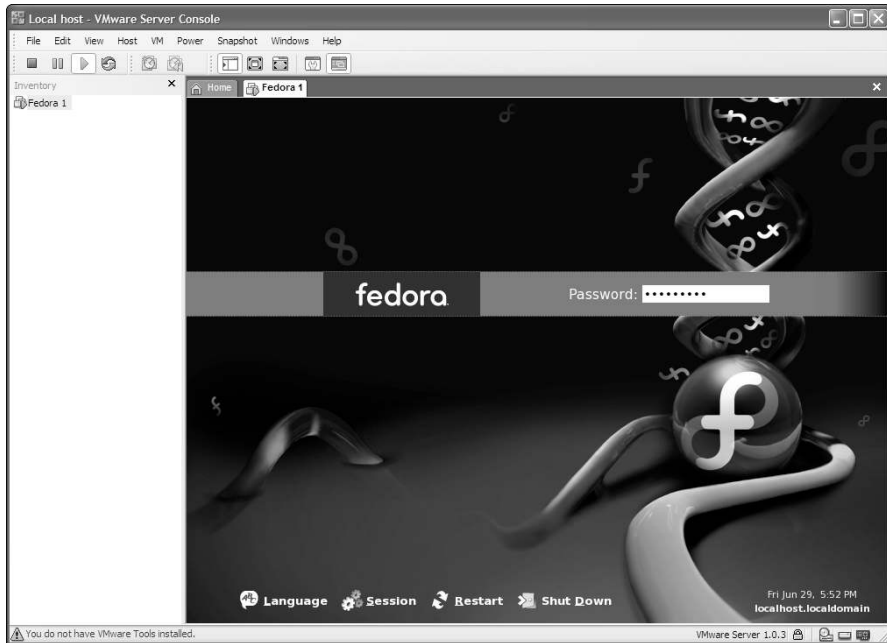 Local host - VMware Server Console
File Edit View Host VM Power Snapshot Windows Help
Inventory
Fedora 1
Home Fedora 1
fedora
Password: •••••••••
Language Session Restart Shut Down
Fri Jun 29, 5:52 PM
localhost.localdomain
You do not have VMware Tools installed.
VMware Server 1.0.3